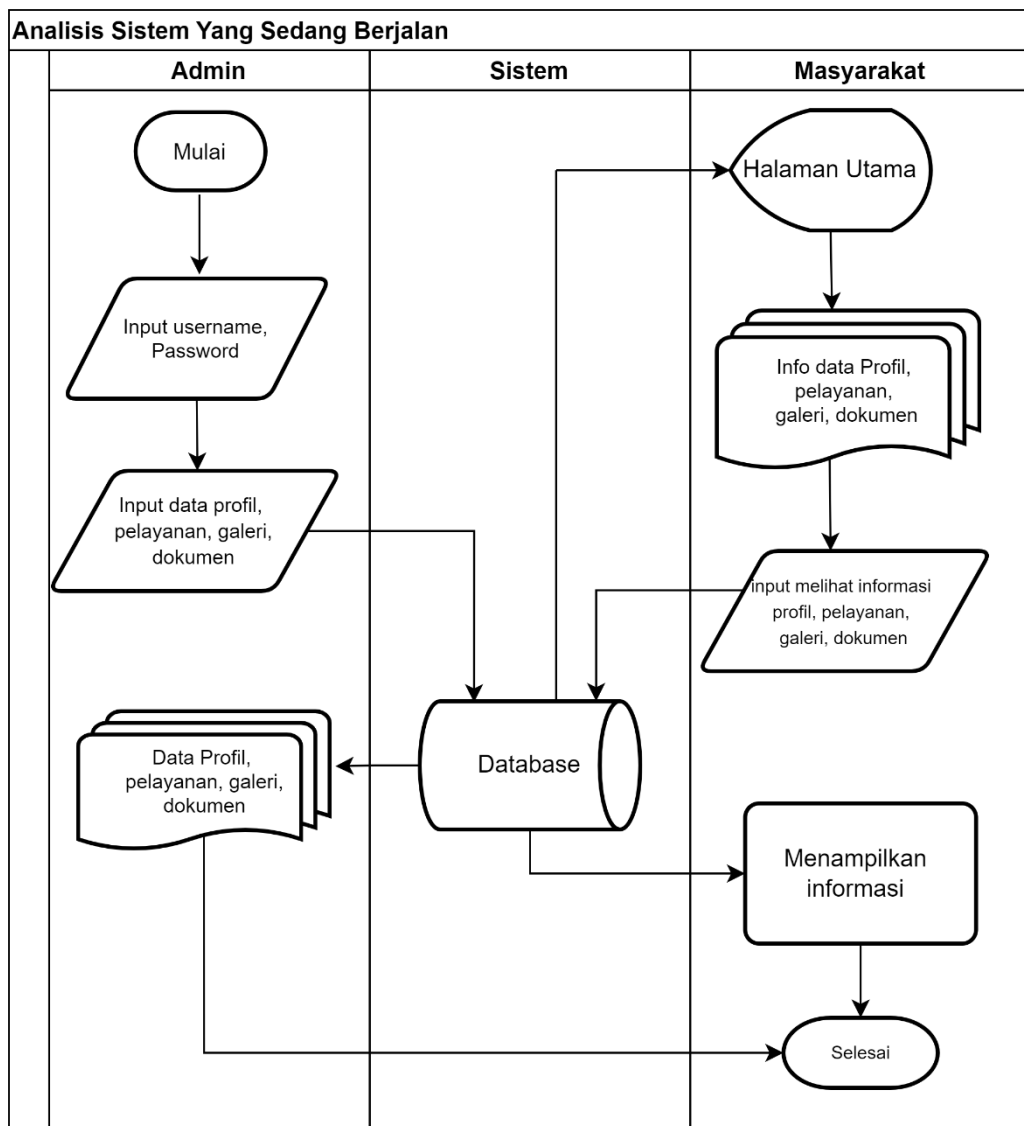 Analisis Sistem Yang Sedang Berjalan
Admin
Sistem
Masyarakat
Mulai
Halaman Utama
Input username,
Password
Info data Profil,
pelayanan,
galeri, dokumen
Input data profil,
pelayanan, galeri,
dokumen
input melihat informasi
profil, pelayanan,
galeri, dokumen
Data Profil,
pelayanan, galeri,
dokumen
Database
Menampilkan
informasi
Selesai